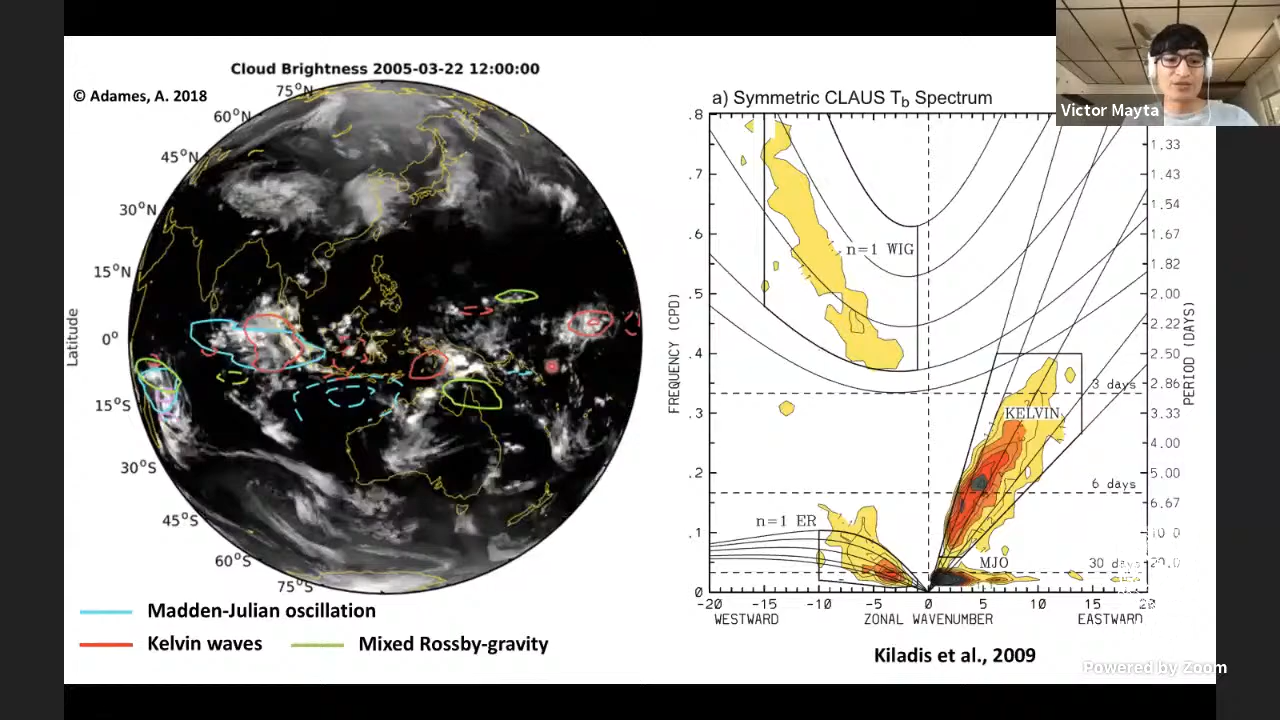 Cloud Brightness 2005-03-22 12:00:00
© Adames, A. 2018
75°N
60°N
45°N
30°N
15°N
0°
15°S
30°S
45°S
60°S
75°S
Latitude
Madden-Julian oscillation
Kelvin waves
Mixed Rossby-gravity
a) Symmetric CLAUS Tb Spectrum
.8
.7
.6
.5
.4
.3
.2
.1
0
FREQUENCY (CPD)
n=1 WIG
KELVIN
n=1 ER
MJO
3 days
6 days
30 days
1.33
1.43
1.54
1.67
1.82
2.00
2.22
2.50
2.86
3.33
4.00
5.00
6.67
PERIOD (DAYS)
-20 -15 -10 -5 0 5 10 15 20
WESTWARD ZONAL WAVENUMBER EASTWARD
Kiladis et al., 2009
Victor Mayta
Powered by Zoom